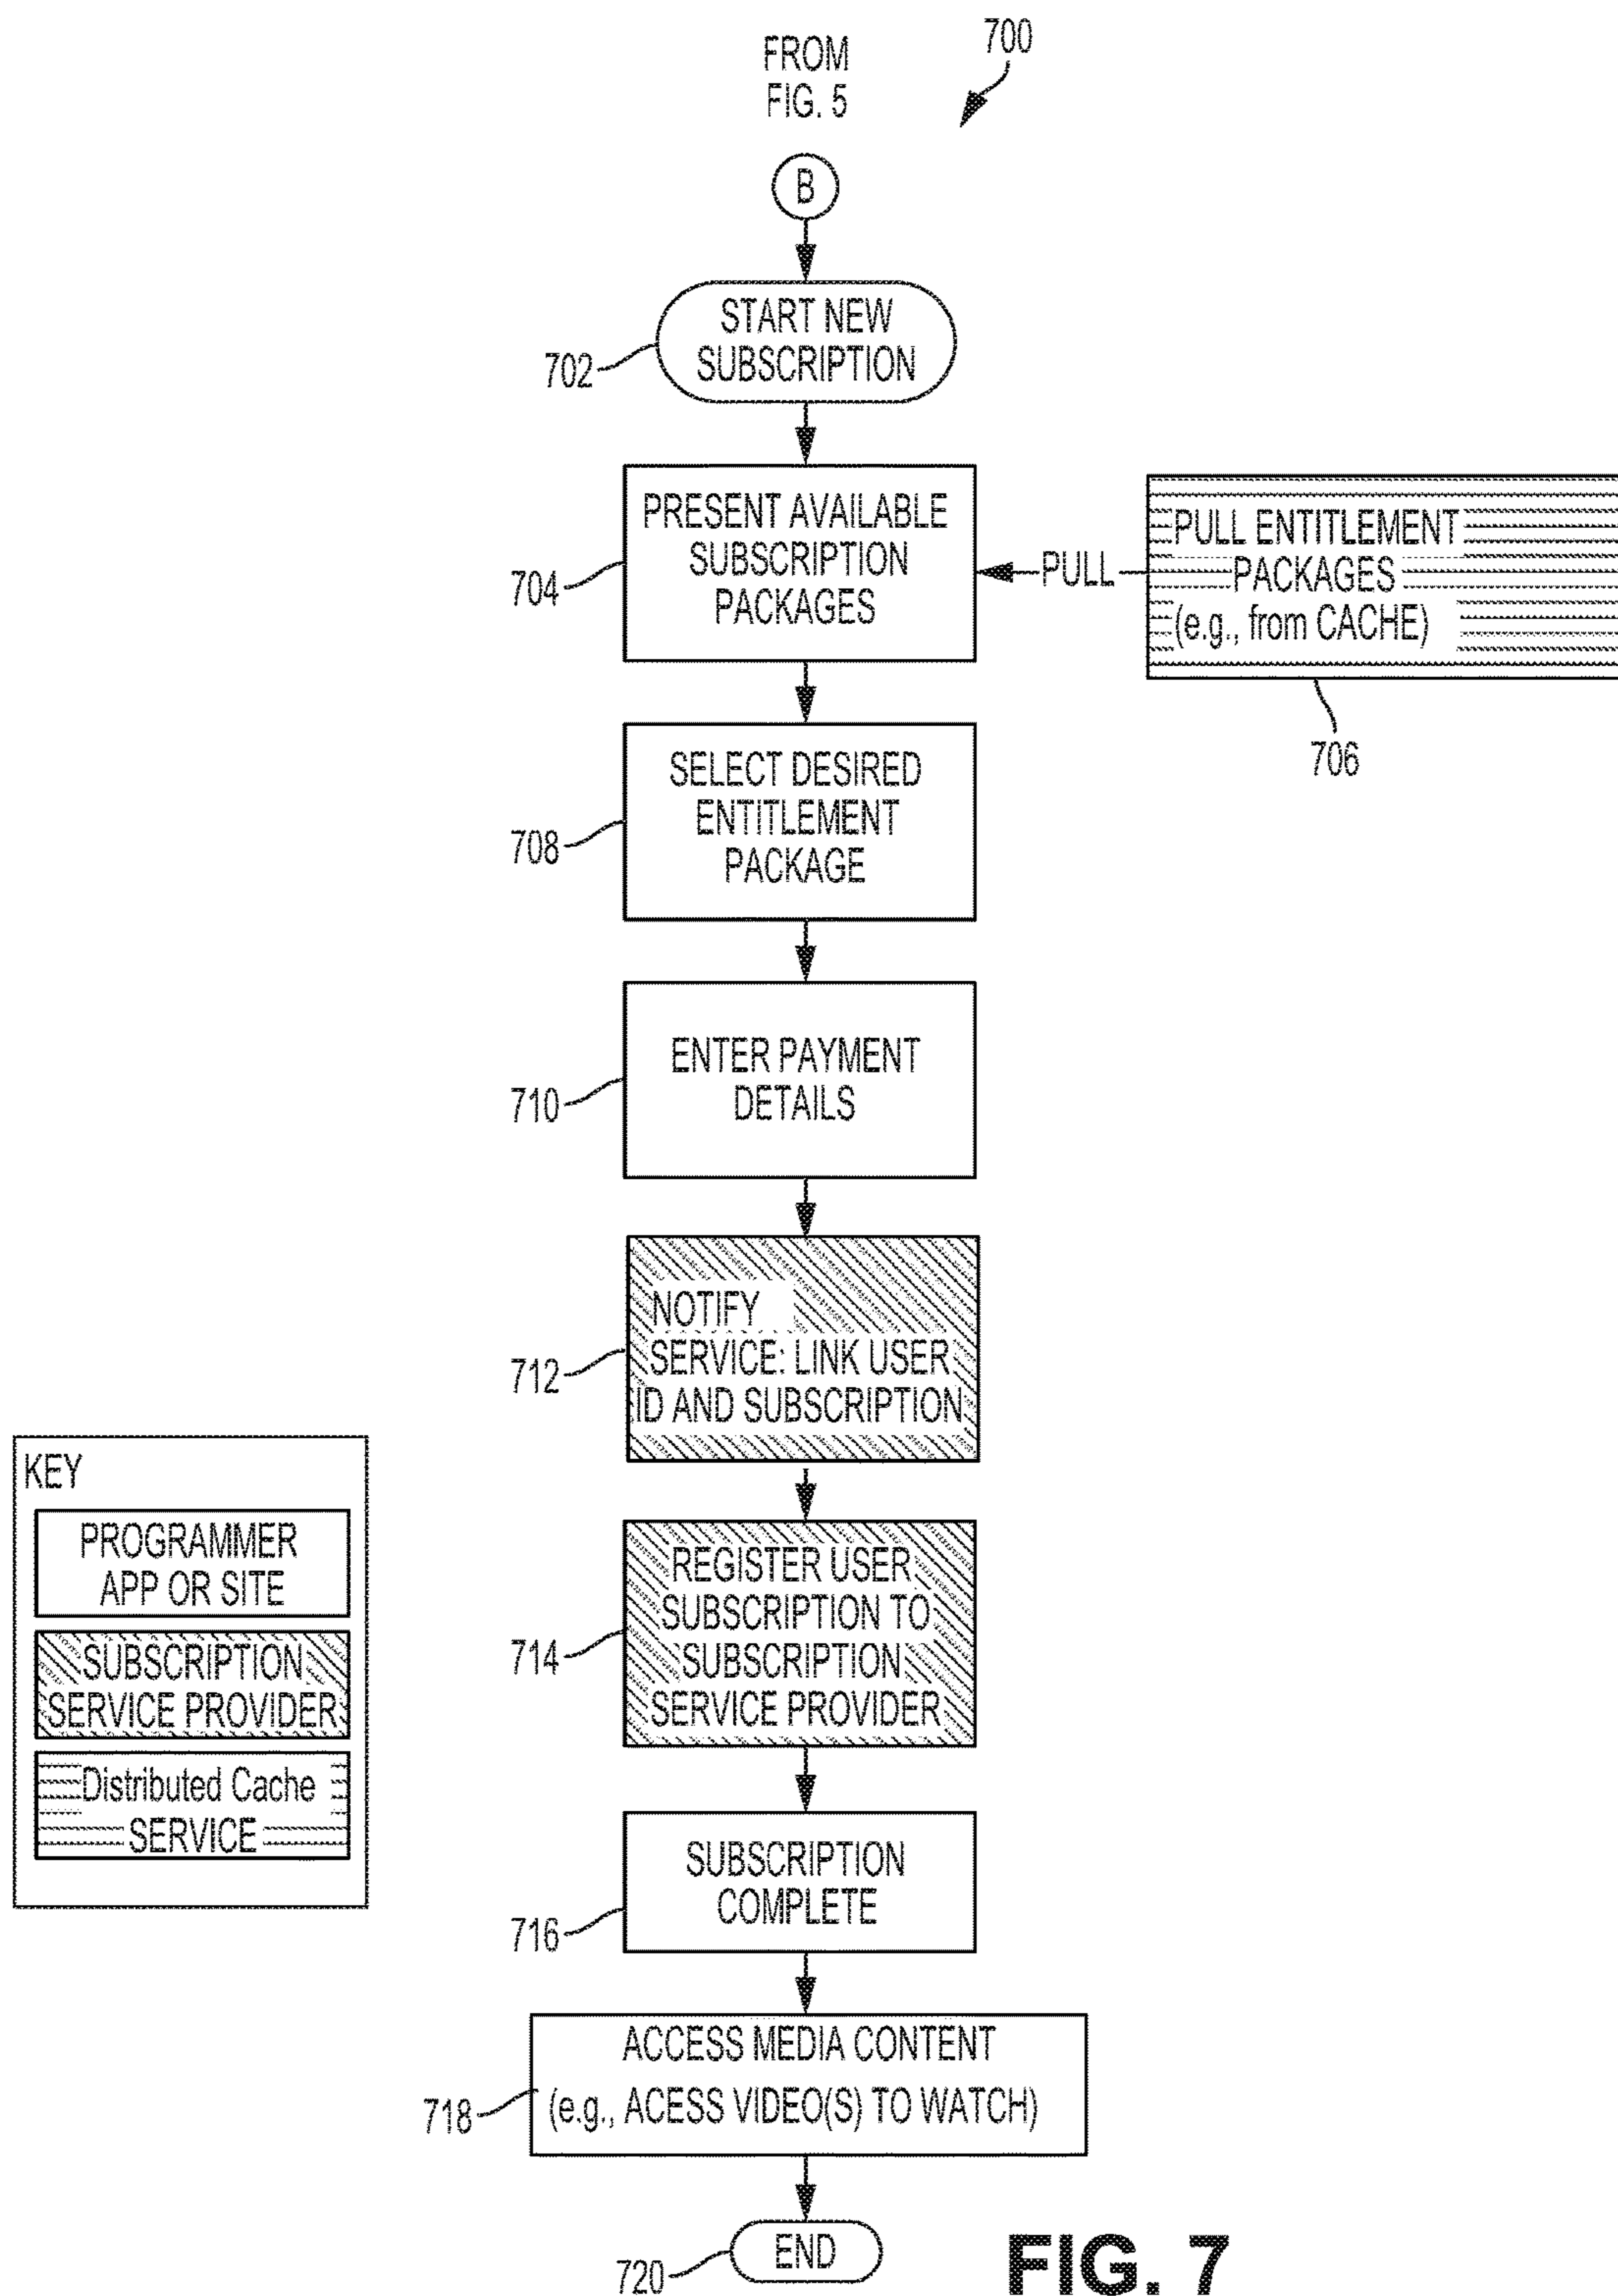 FROM
FIG. 5
700
B
START NEW
SUBSCRIPTION
702
PRESENT AVAILABLE
SUBSCRIPTION
PACKAGES
704
PULL
PULL ENTITLEMENT
PACKAGES
(e.g., from CACHE)
706
SELECT DESIRED
ENTITLEMENT
PACKAGE
708
ENTER PAYMENT
DETAILS
710
NOTIFY
SERVICE: LINK USER
ID AND SUBSCRIPTION
712
KEY
PROGRAMMER
APP OR SITE
SUBSCRIPTION
SERVICE PROVIDER
Distributed Cache
SERVICE
REGISTER USER
SUBSCRIPTION TO
SUBSCRIPTION
SERVICE PROVIDER
714
SUBSCRIPTION
COMPLETE
716
ACCESS MEDIA CONTENT
(e.g., ACESS VIDEO(S) TO WATCH)
718
END
720
FIG. 7